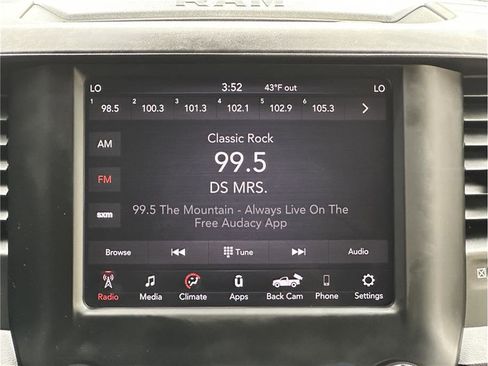 RAM
LO 3:52 43°F out LO
1 98.5 2 100.3 3 101.3 4 102.1 5 102.9 6 105.3
AM
Classic Rock
99.5
FM
DS MRS.
sxm
99.5 The Mountain - Always Live On The
Free Audacy App
Browse Tune Audio
Radio Media Climate Apps Back Cam Phone Settings